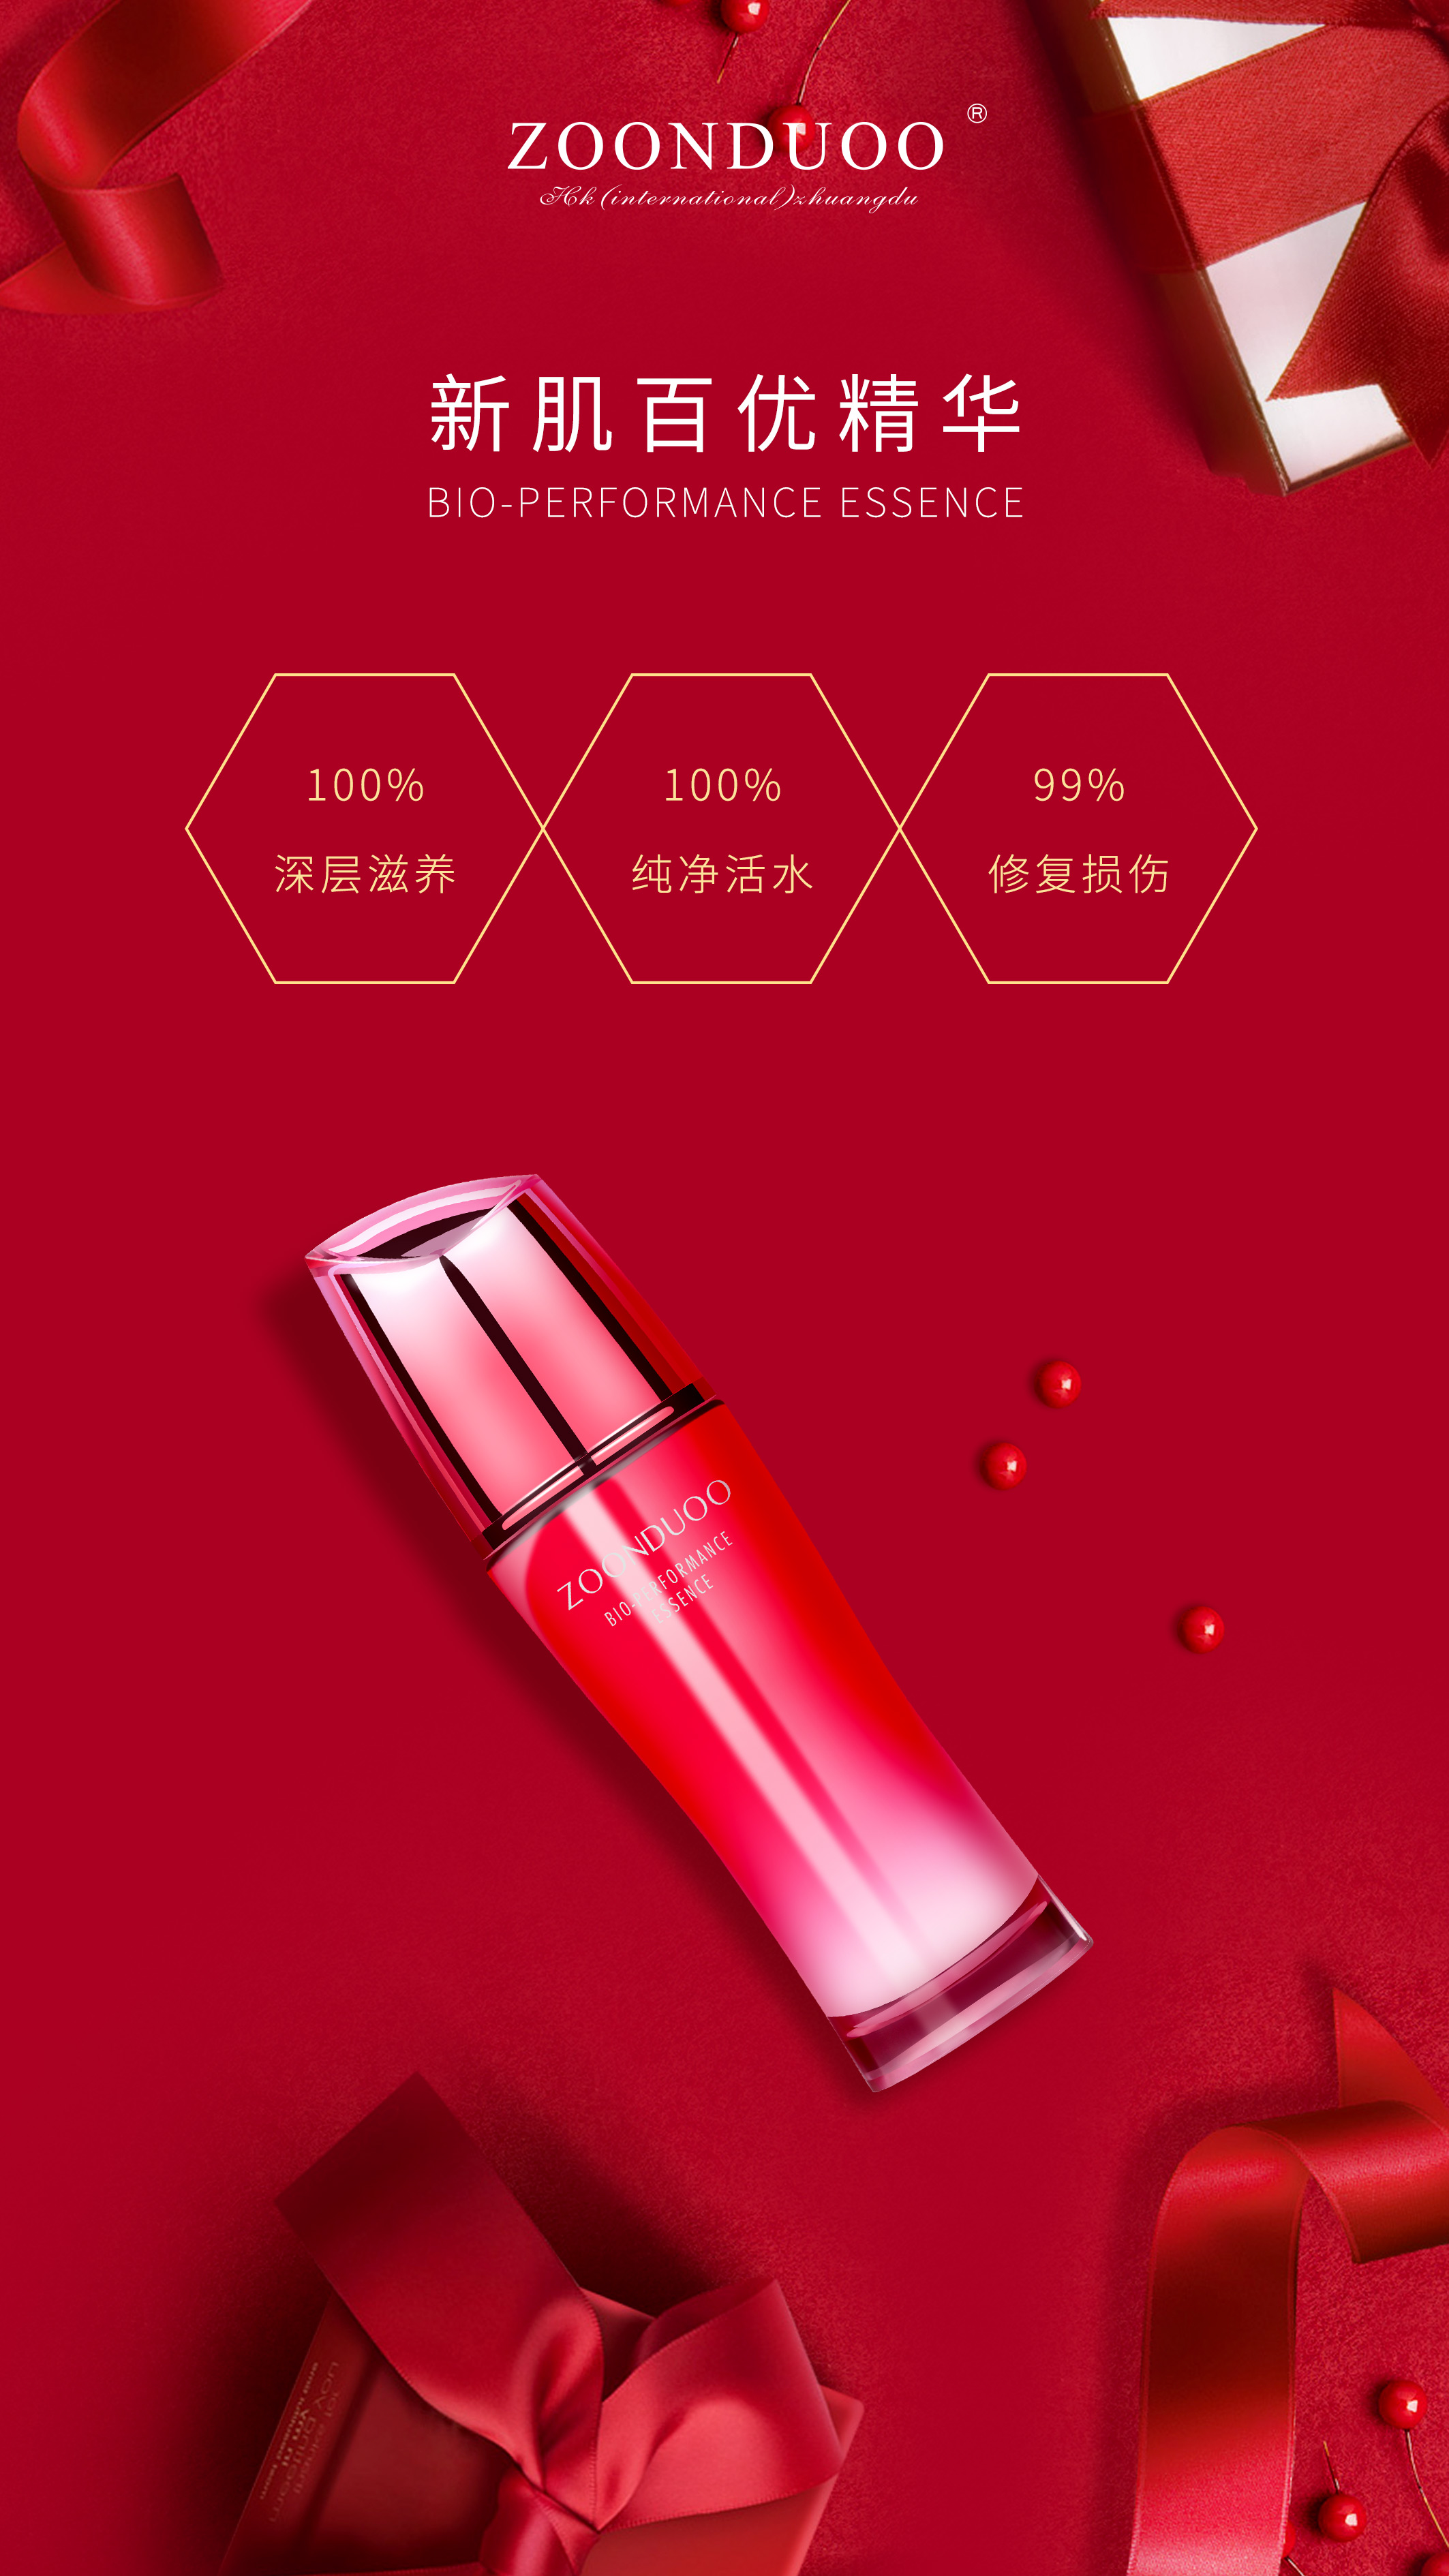 ZOONDUOO®
Hk(international)zhuangdu
新肌百优精华
BIO-PERFORMANCE ESSENCE
100%
深层滋养
100%
纯净活水
99%
修复损伤
ZOONDUOO
BIO-PERFORMANCE
ESSENCE